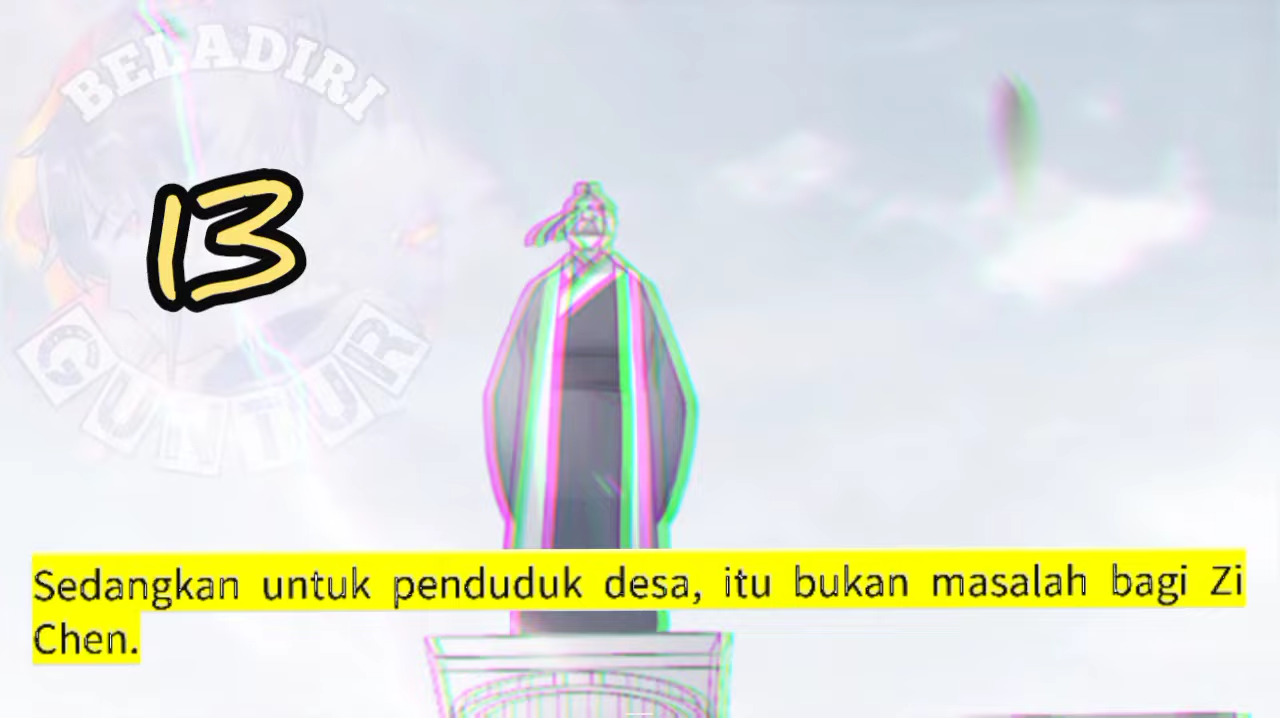 BELADIRI
13
GUNTUR
Sedangkan untuk penduduk desa, itu bukan masalah bagi Zi
Chen.